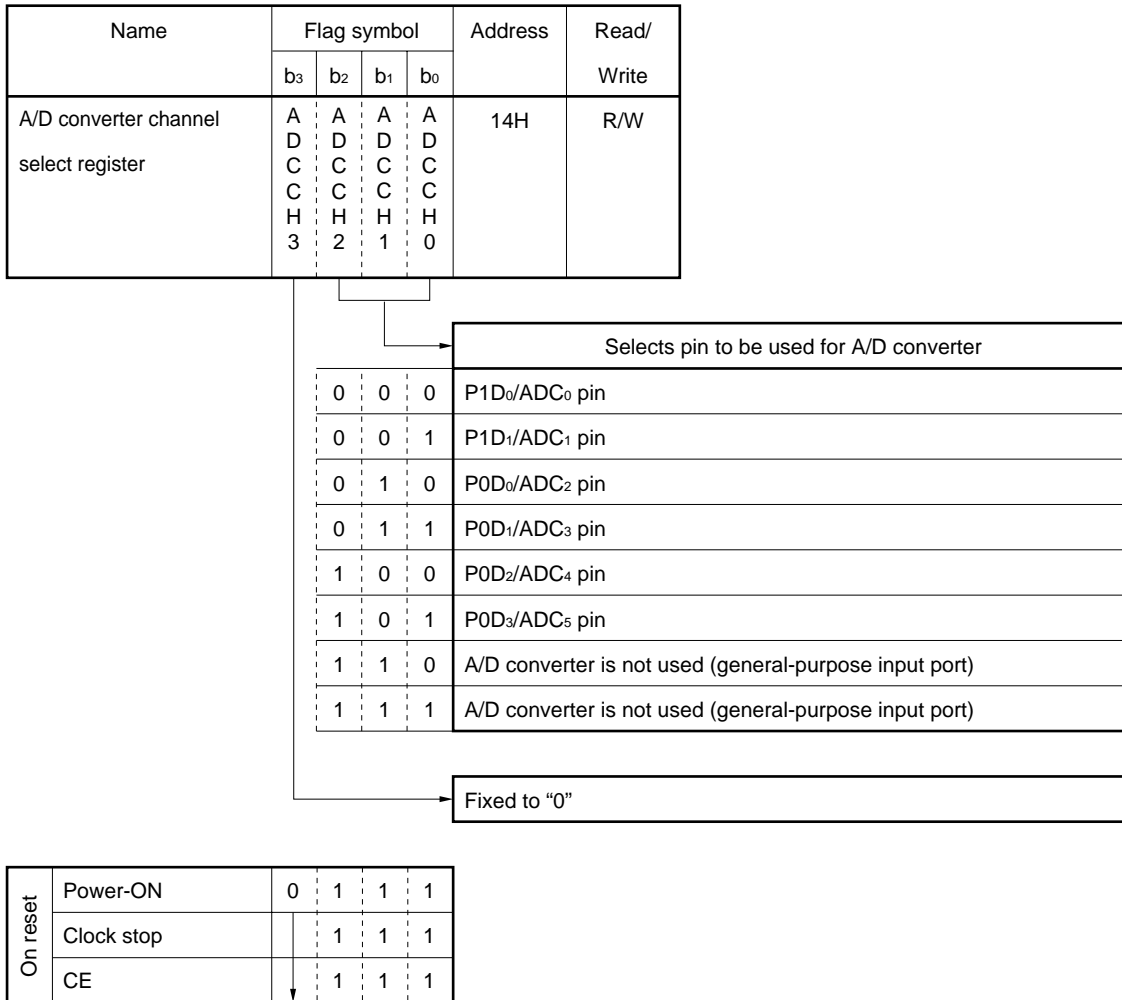 Name Flag symbol Address Read/
b3 b2 b1 b0 Write
A/D converter channel ADCCH3 ADCCH2 ADCCH1 ADCCH0 14H R/W
select register
Selects pin to be used for A/D converter
0 0 0 P1D0/ADC0 pin
0 0 1 P1D1/ADC1 pin
0 1 0 P0D0/ADC2 pin
0 1 1 P0D1/ADC3 pin
1 0 0 P0D2/ADC4 pin
1 0 1 P0D3/ADC5 pin
1 1 0 A/D converter is not used (general-purpose input port)
1 1 1 A/D converter is not used (general-purpose input port)
Fixed to “0”
On reset
Power-ON 0 1 1 1
Clock stop 1 1 1
CE 1 1 1